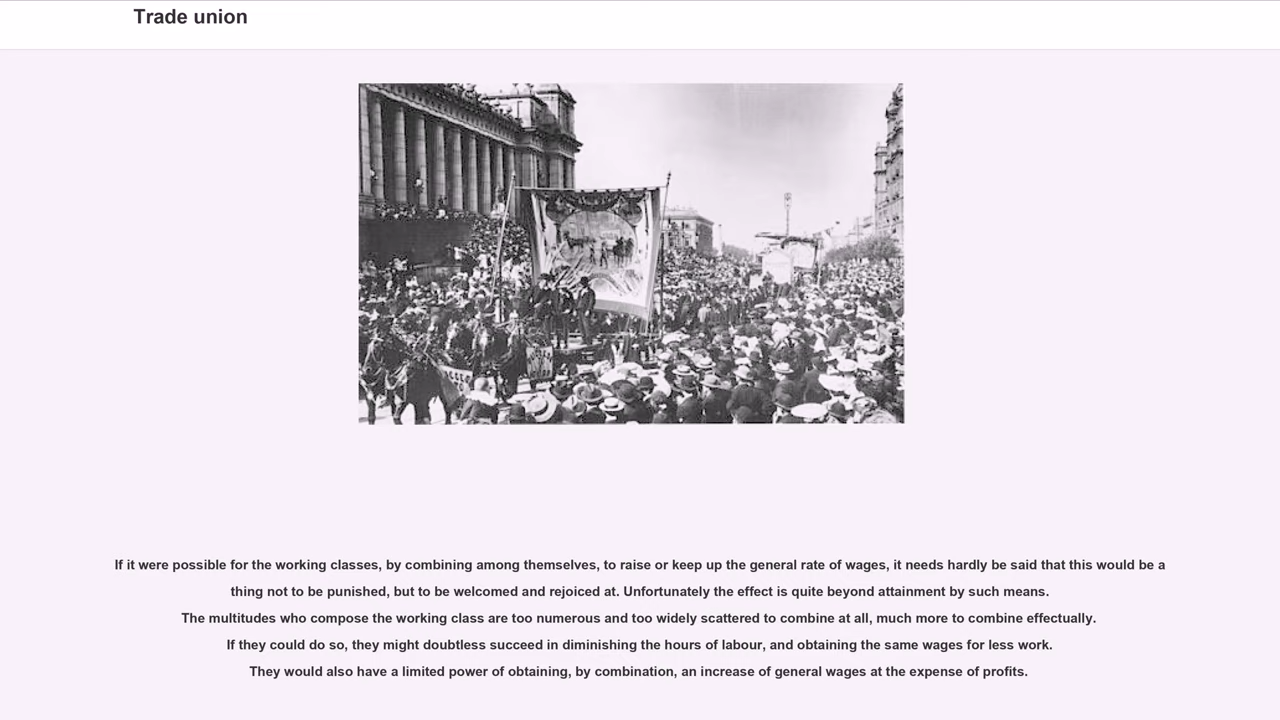 Trade union
If it were possible for the working classes, by combining among themselves, to raise or keep up the general rate of wages, it needs hardly be said that this would be a
thing not to be punished, but to be welcomed and rejoiced at. Unfortunately the effect is quite beyond attainment by such means.
The multitudes who compose the working class are too numerous and too widely scattered to combine at all, much more to combine effectually.
If they could do so, they might doubtless succeed in diminishing the hours of labour, and obtaining the same wages for less work.
They would also have a limited power of obtaining, by combination, an increase of general wages at the expense of profits.